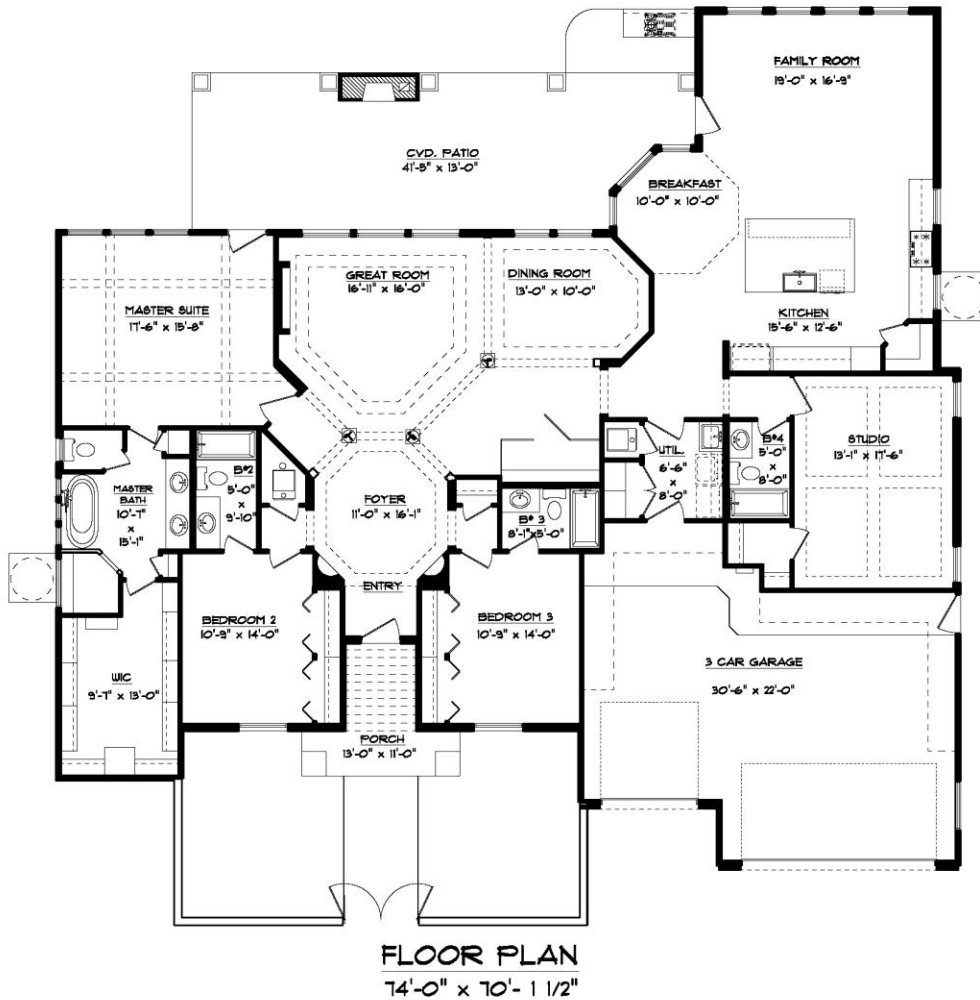 FAMILY ROOM
19'-0" x 16'-9"
CVD. PATIO
41'-5" x 13'-0"
BREAKFAST
10'-0" x 10'-0"
GREAT ROOM
16'-11" x 16'-0"
DINING ROOM
13'-0" x 10'-0"
MASTER SUITE
17'-6" x 15'-8"
KITCHEN
15'-6" x 12'-6"
B#4
5'-0"
x
8'-0"
STUDIO
13'-1" x 17'-6"
UTIL.
6'-6"
x
8'-0"
B#2
5'-0"
x
9'-10"
MASTER
BATH
10'-7"
x
15'-1"
FOYER
11'-0" x 16'-1"
B# 3
8'-1"x5'-0"
ENTRY
BEDROOM 2
10'-9" x 14'-0"
BEDROOM 3
10'-9" x 14'-0"
WIC
9'-7" x 13'-0"
3 CAR GARAGE
30'-6" x 22'-0"
PORCH
13'-0" x 11'-0"
FLOOR PLAN
74'-0" x 70'- 1 1/2"